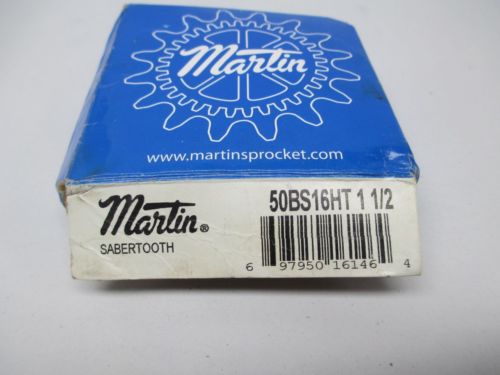 Martin
www.martinsprocket.com
Martin®
SABERTOOTH
50BS16HT 1 1/2
6 97950 16146 4